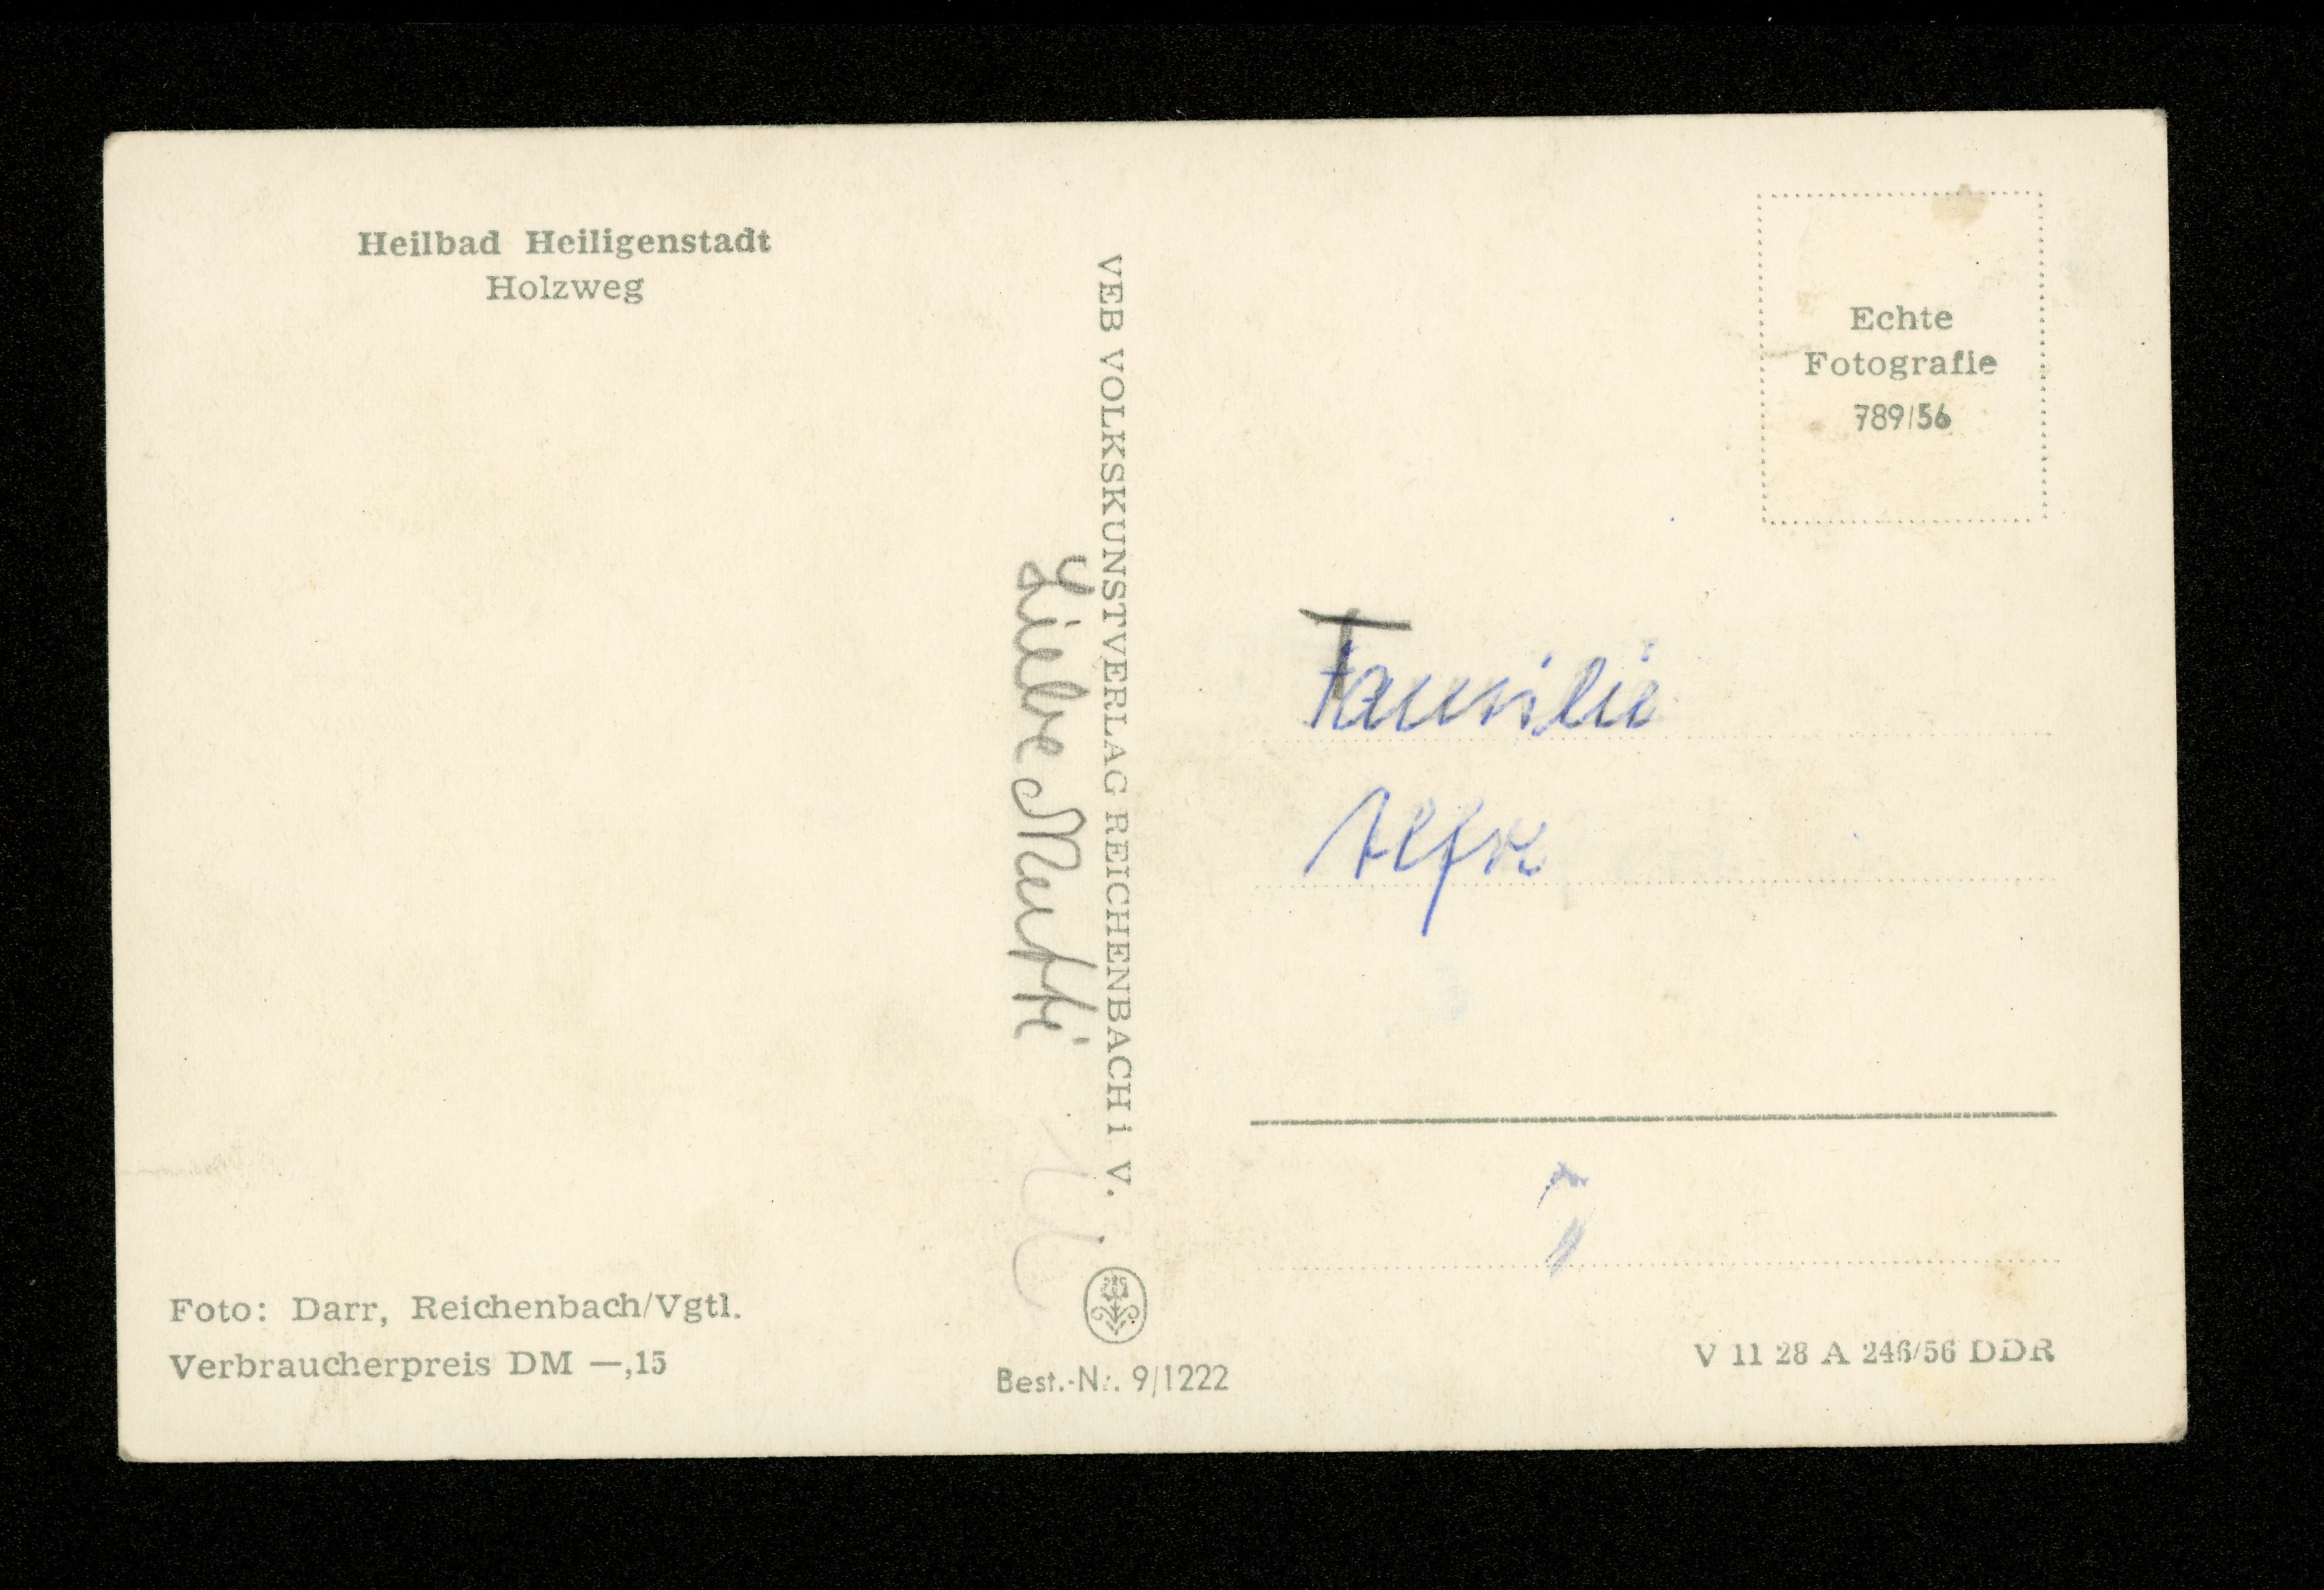 Heilbad Heiligenstadt
Holzweg
Foto: Darr, Reichenbach/Vgtl.
Verbraucherpreis DM —,15
VEB VOLKSKUNSTVERLAG REICHENBACH i. V.
Liebe Mutti
Best.-Nr. 9/1222
Echte
Fotografie
789/56
Familie
Alfre
V 11 28 A 246/56 DDR